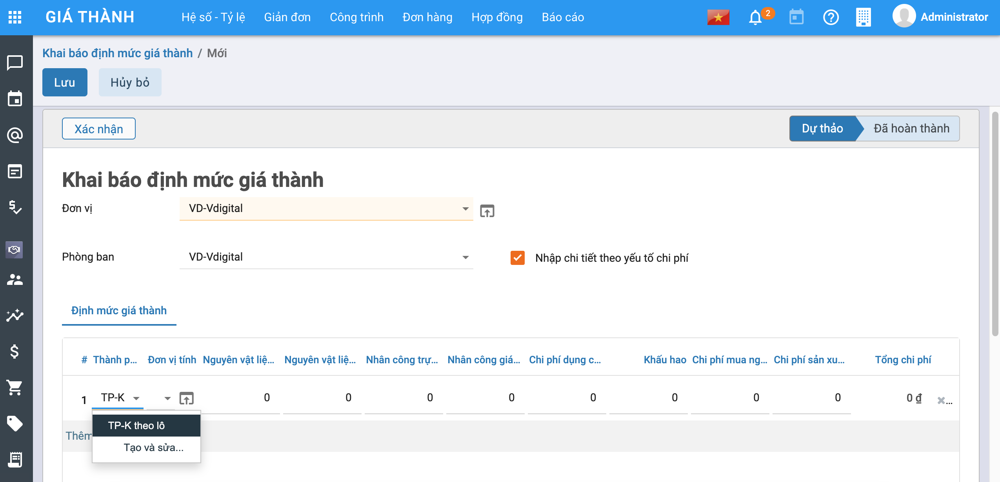 GIÁ THÀNH Hệ số - Tỷ lệ Giản đơn Công trình Đơn hàng Hợp đồng Báo cáo 2 Administrator
Khai báo định mức giá thành / Mới
Lưu Hủy bỏ
Xác nhận Dự thảo Đã hoàn thành
Khai báo định mức giá thành
Đơn vị VD-Vdigital
Phòng ban VD-Vdigital Nhập chi tiết theo yếu tố chi phí
Định mức giá thành
# Thành p... Đơn vị tính Nguyên vật liệ... Nguyên vật liệ... Nhân công trự... Nhân công giá... Chi phí dụng c... Khấu hao Chi phí mua ng... Chi phí sản xu... Tổng chi phí
1 TP-K 0 0 0 0 0 0 0 0 0 ₫ ...
TP-K theo lô
Thêm
Tạo và sửa...